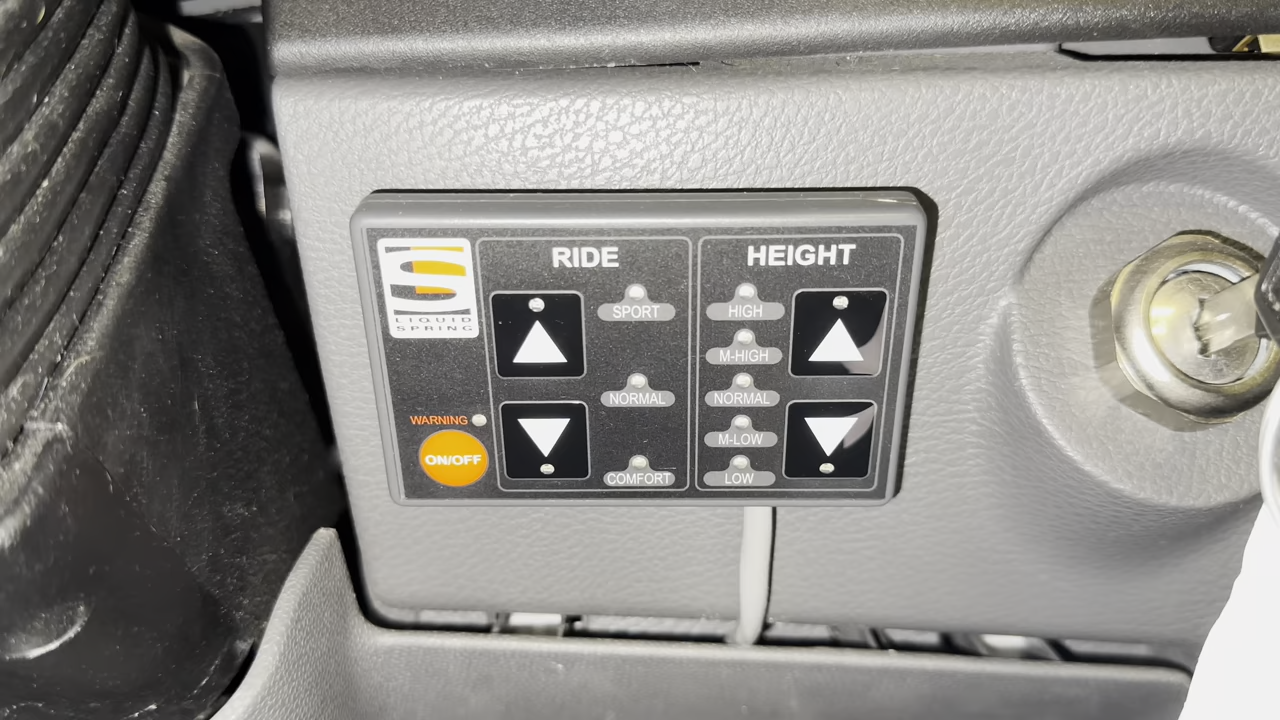 LIQUID
SPRING
WARNING
ON/OFF
RIDE
SPORT
NORMAL
COMFORT
HEIGHT
HIGH
M-HIGH
NORMAL
M-LOW
LOW